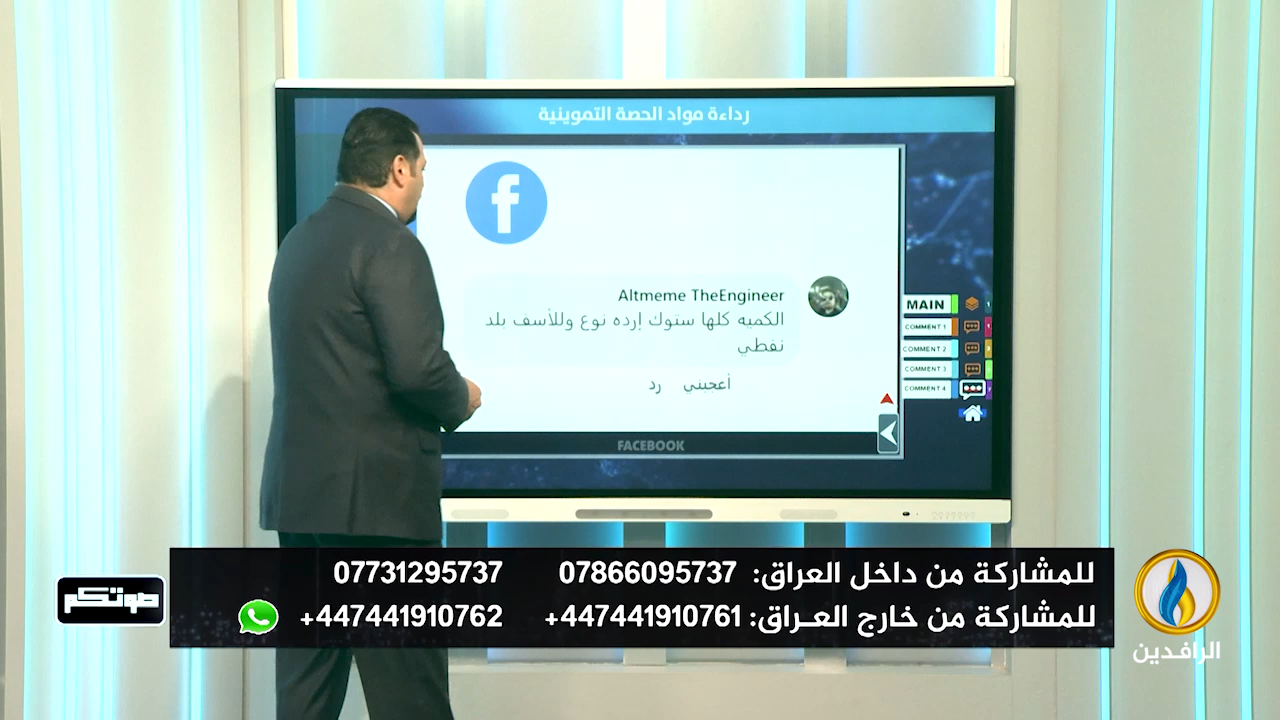 رداءة مواد الحصة التموينية
Altmeme TheEngineer
الكميه كلها ستوك إرده نوع وللأسف بلد
نفطي
أعجبني رد
FACEBOOK
MAIN
COMMENT 1
COMMENT 2
COMMENT 3
COMMENT 4
للمشاركة من داخل العراق: 07866095737 07731295737
للمشاركة من خارج العـراق: 447441910761+ 447441910762+
صوتكم
الرافدين